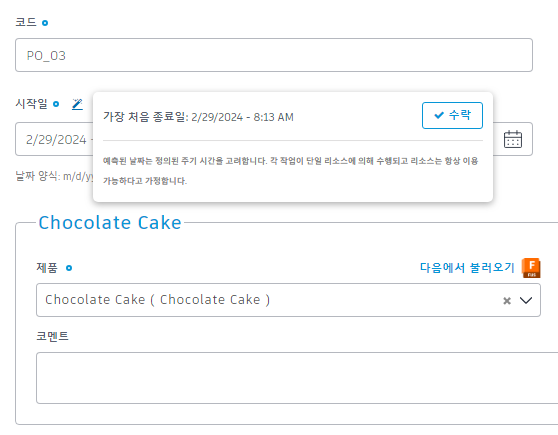 코드
PO_03
시작일
가장 처음 종료일: 2/29/2024 - 8:13 AM
수락
2/29/2024 -
예측된 날짜는 정의된 주기 시간을 고려합니다. 각 작업이 단일 리소스에 의해 수행되고 리소스는 항상 이용
가능하다고 가정합니다.
날짜 양식: m/d/yy
Chocolate Cake
제품
다음에서 불러오기
F
FUS
Chocolate Cake ( Chocolate Cake )
코멘트